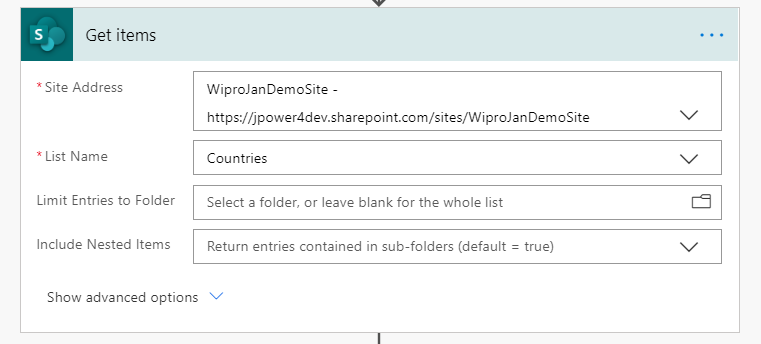 S
Get items
* Site Address
WiproJanDemoSite -
https://jpower4dev.sharepoint.com/sites/WiproJanDemoSite
* List Name
Countries
Limit Entries to Folder
Select a folder, or leave blank for the whole list
Include Nested Items
Return entries contained in sub-folders (default = true)
Show advanced options